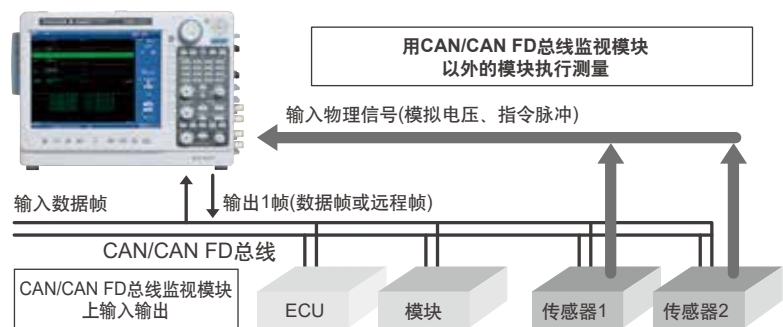 用CAN/CAN FD总线监视模块
以外的模块执行测量
输入物理信号(模拟电压、指令脉冲)
输入数据帧
输出1帧(数据帧或远程帧)
CAN/CAN FD总线
CAN/CAN FD总线监视模块
上输入输出
ECU
模块
传感器1
传感器2